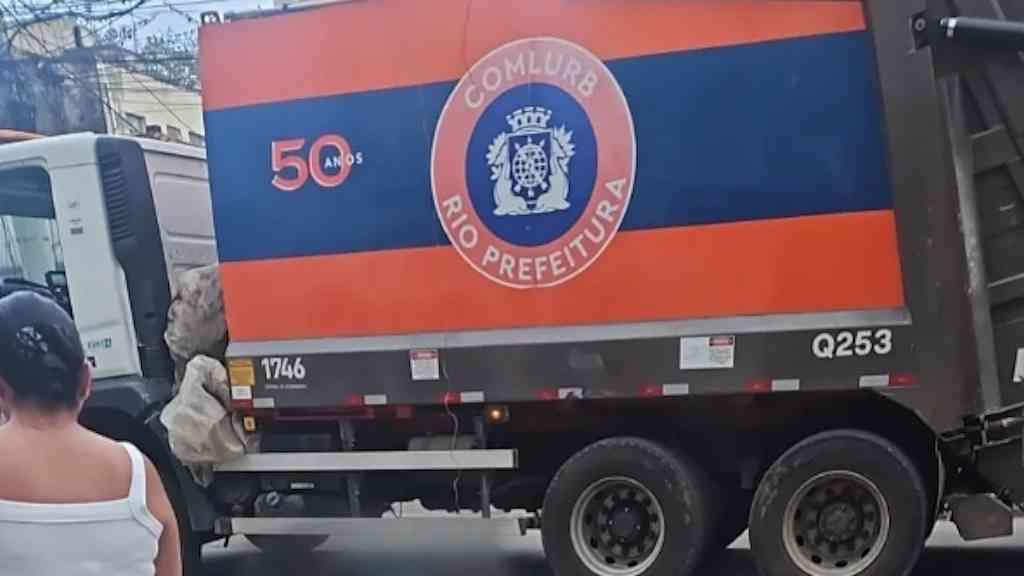 COMLURB
50 ANOS
RIO PREFEITURA
1746
Q253